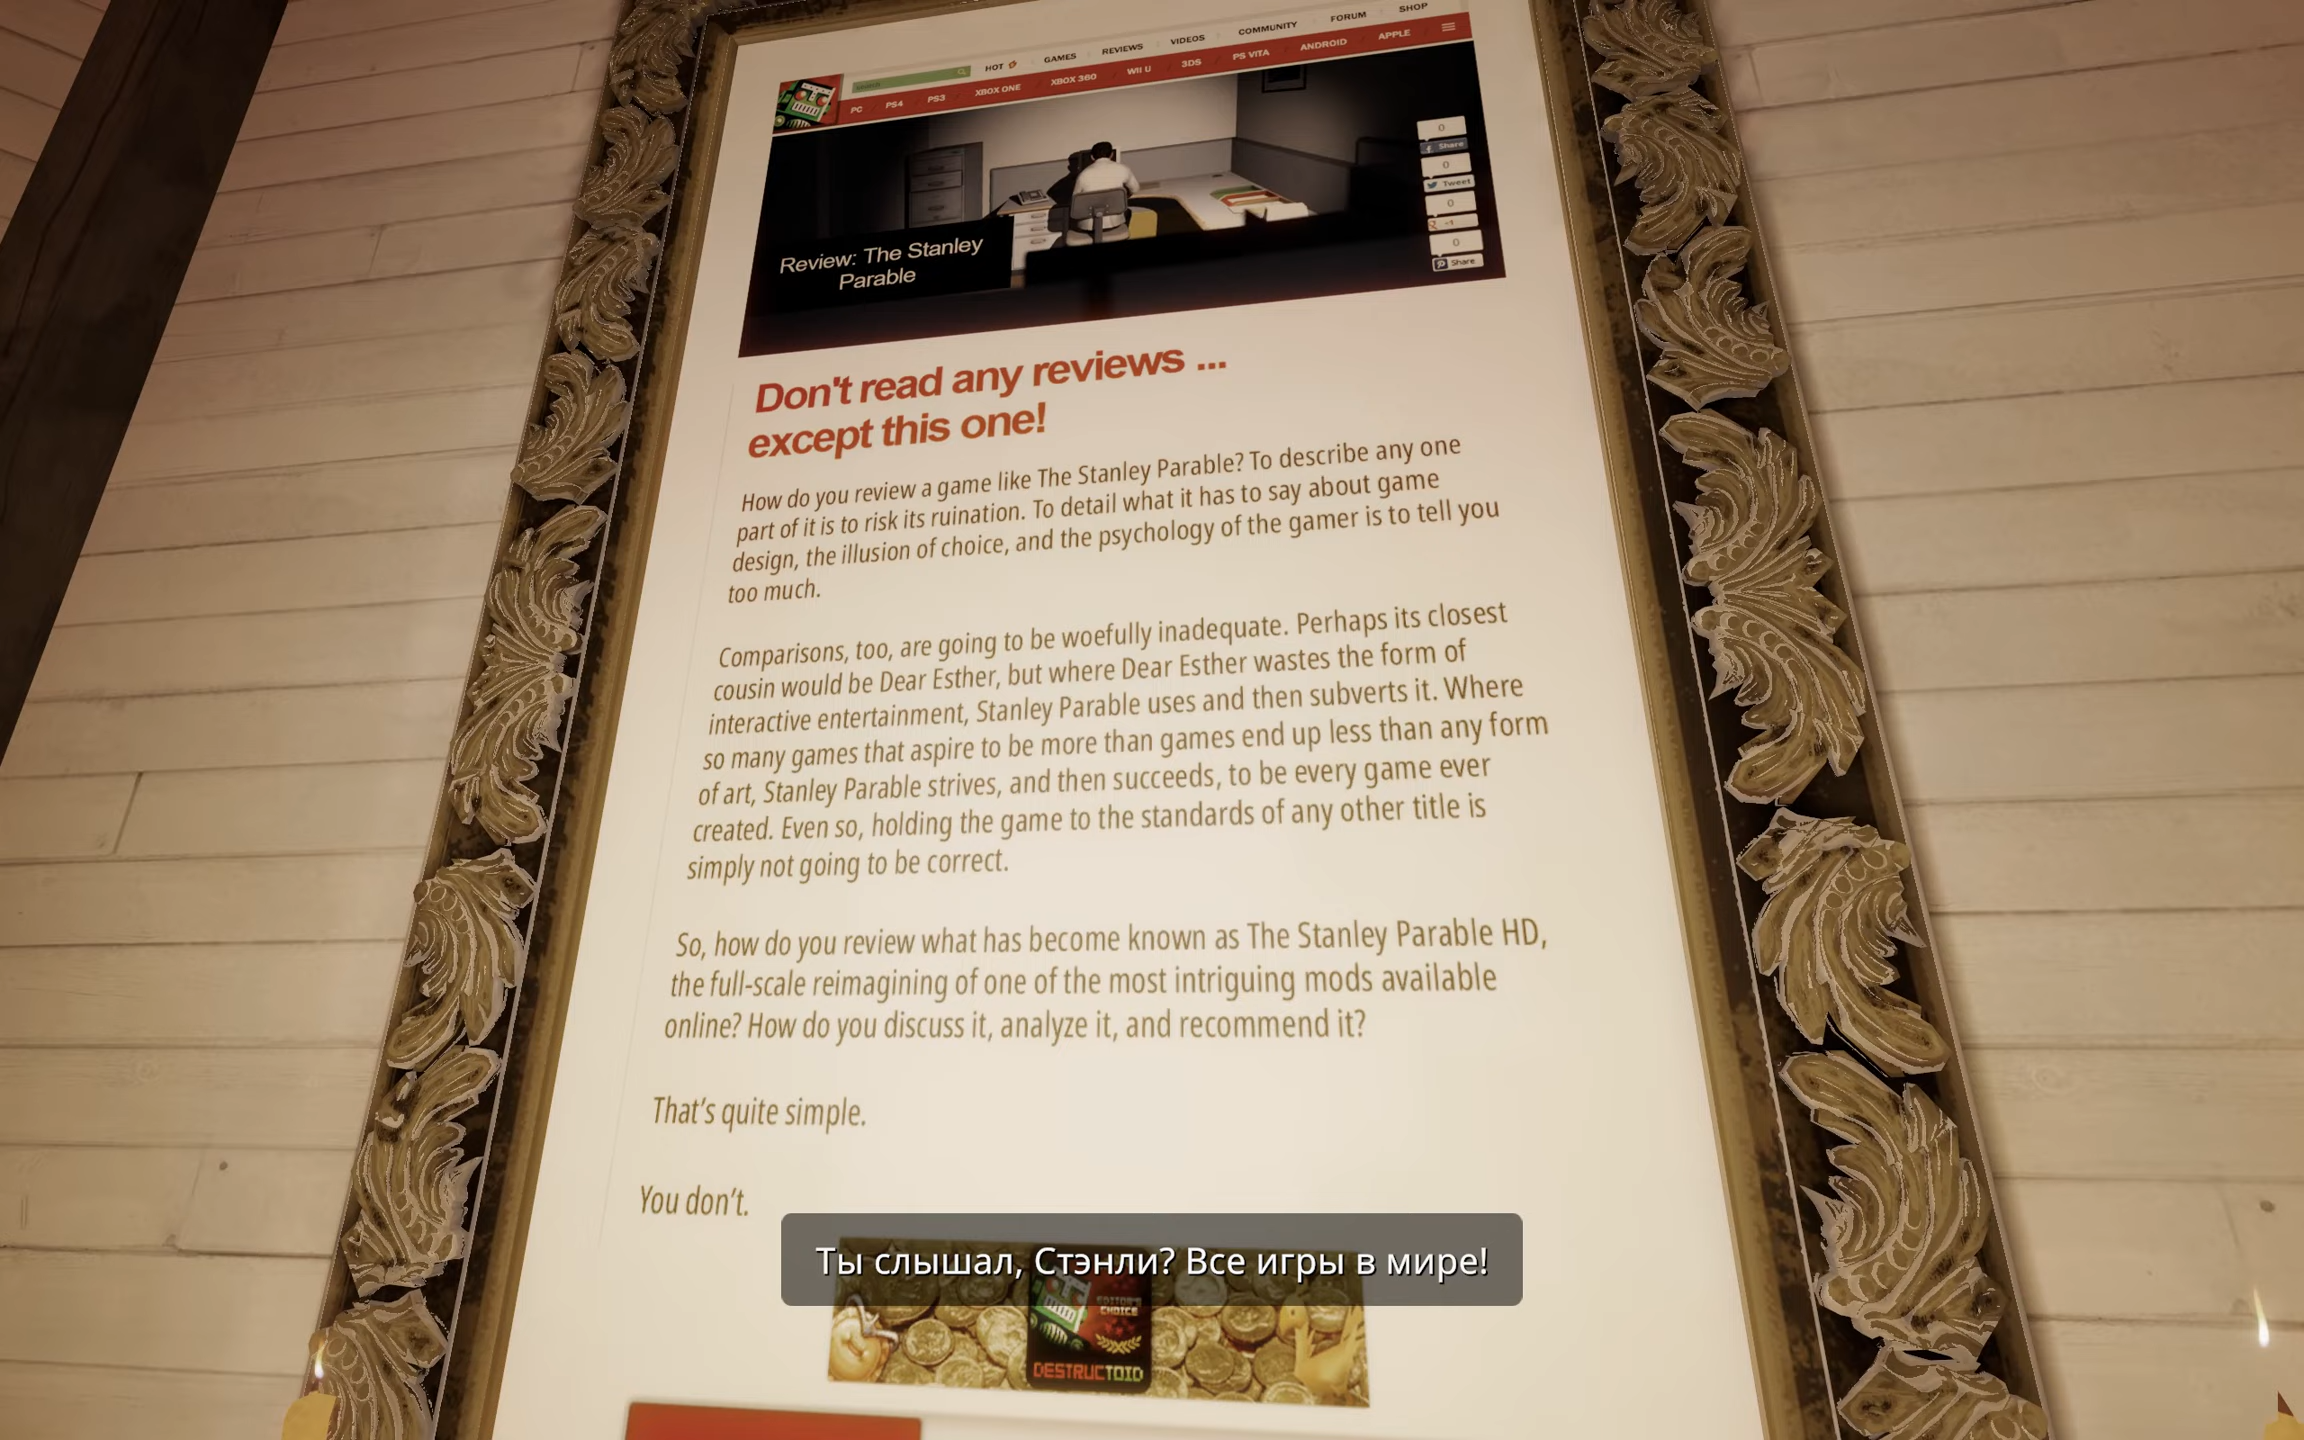 HOT GAMES REVIEWS VIDEOS COMMUNITY FORUM SHOP
search
PC PS4 PS3 XBOX ONE XBOX 360 WII U 3DS PS VITA ANDROID APPLE
0
Share
0
Tweet
0
+1
0
Share
Review: The Stanley
Parable
Don't read any reviews ...
except this one!
How do you review a game like The Stanley Parable? To describe any one
part of it is to risk its ruination. To detail what it has to say about game
design, the illusion of choice, and the psychology of the gamer is to tell you
too much.
Comparisons, too, are going to be woefully inadequate. Perhaps its closest
cousin would be Dear Esther, but where Dear Esther wastes the form of
interactive entertainment, Stanley Parable uses and then subverts it. Where
so many games that aspire to be more than games end up less than any form
of art, Stanley Parable strives, and then succeeds, to be every game ever
created. Even so, holding the game to the standards of any other title is
simply not going to be correct.
So, how do you review what has become known as The Stanley Parable HD,
the full-scale reimagining of one of the most intriguing mods available
online? How do you discuss it, analyze it, and recommend it?
That's quite simple.
You don't.
Ты слышал, Стэнли? Все игры в мире!
EDITOR'S
CHOICE
DESTRUCTOID